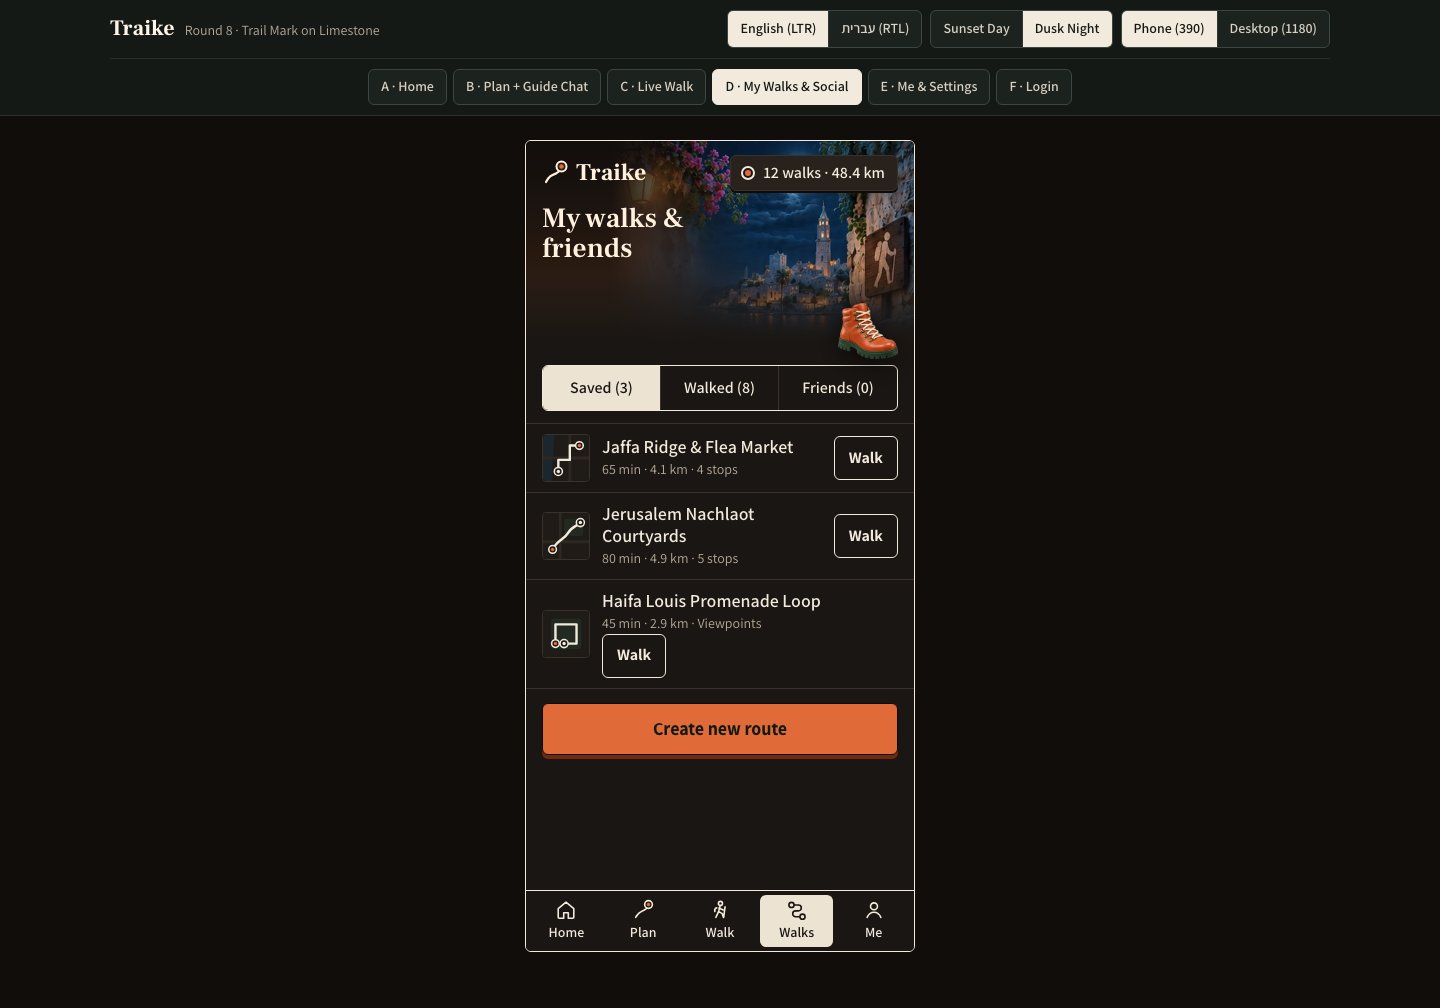 Traike Round 8 · Trail Mark on Limestone
English (LTR) עברית (RTL) Sunset Day Dusk Night Phone (390) Desktop (1180)
A · Home B · Plan + Guide Chat C · Live Walk D · My Walks & Social E · Me & Settings F · Login
Traike
12 walks · 48.4 km
My walks &
friends
Saved (3) Walked (8) Friends (0)
Jaffa Ridge & Flea Market
65 min · 4.1 km · 4 stops
Walk
Jerusalem Nachlaot
Courtyards
80 min · 4.9 km · 5 stops
Walk
Haifa Louis Promenade Loop
45 min · 2.9 km · Viewpoints
Walk
Create new route
Home Plan Walk Walks Me